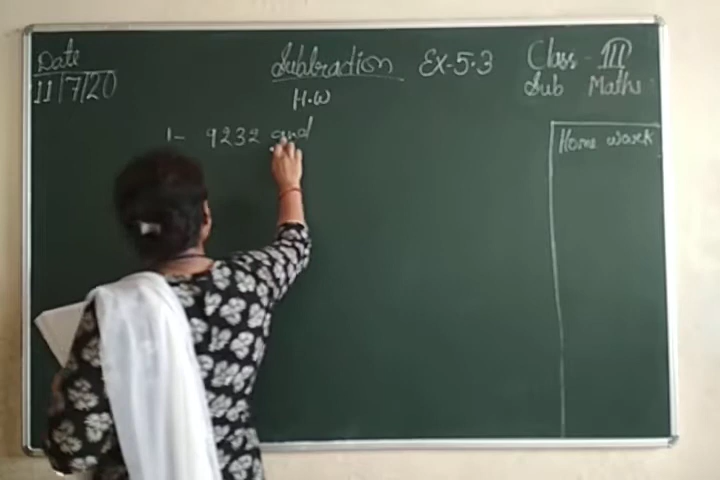 Date
11/7/20
Subtraction Ex-5.3
H.W
Class - III
Sub Maths
1- 9232 and
Home work